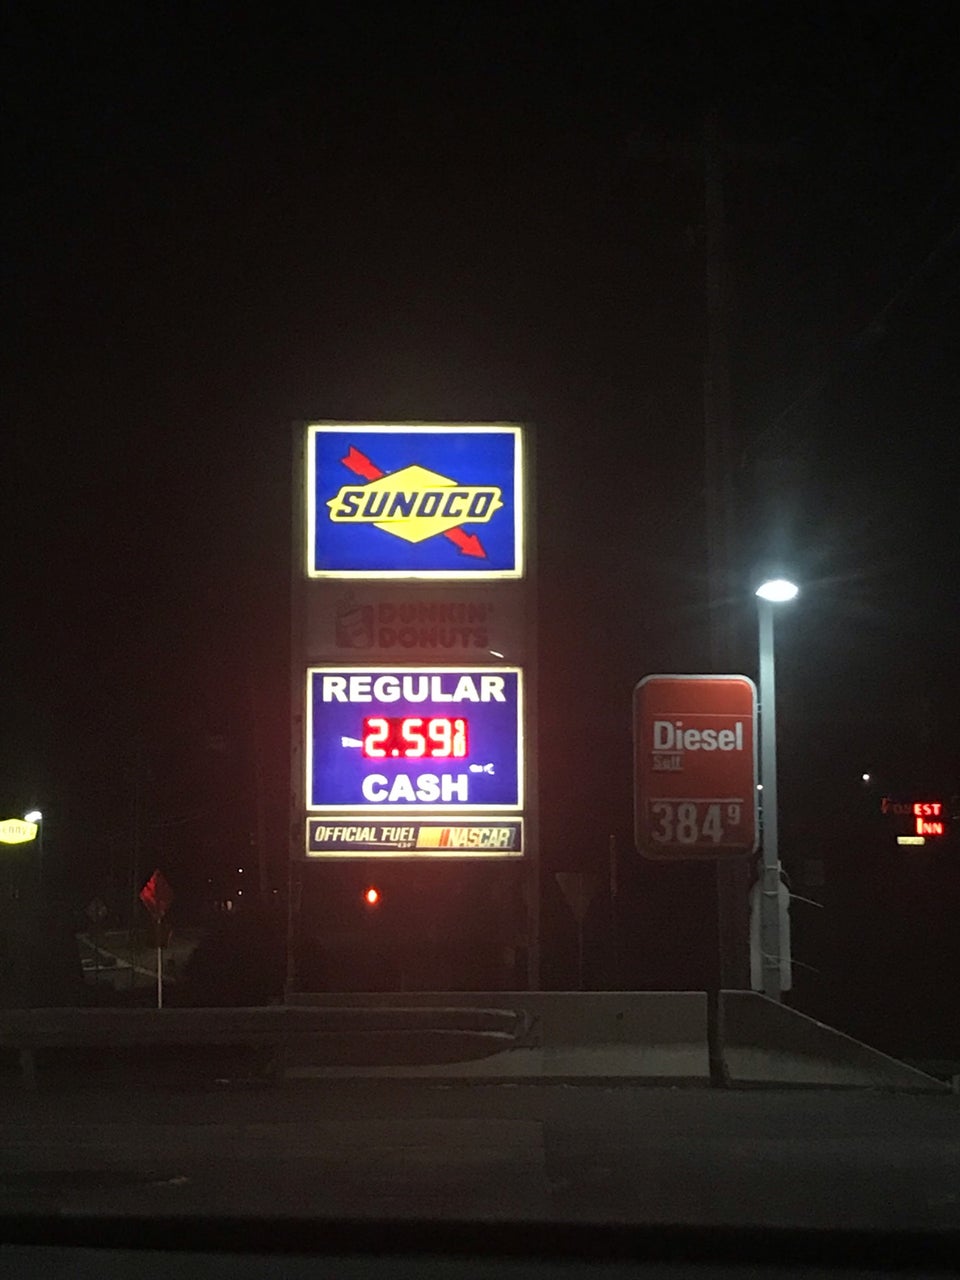 SUNOCO
DUNKIN'
DONUTS
REGULAR
2.59
CASH
OFFICIAL FUEL
NASCAR
Diesel
Self
384 9
EST
INN